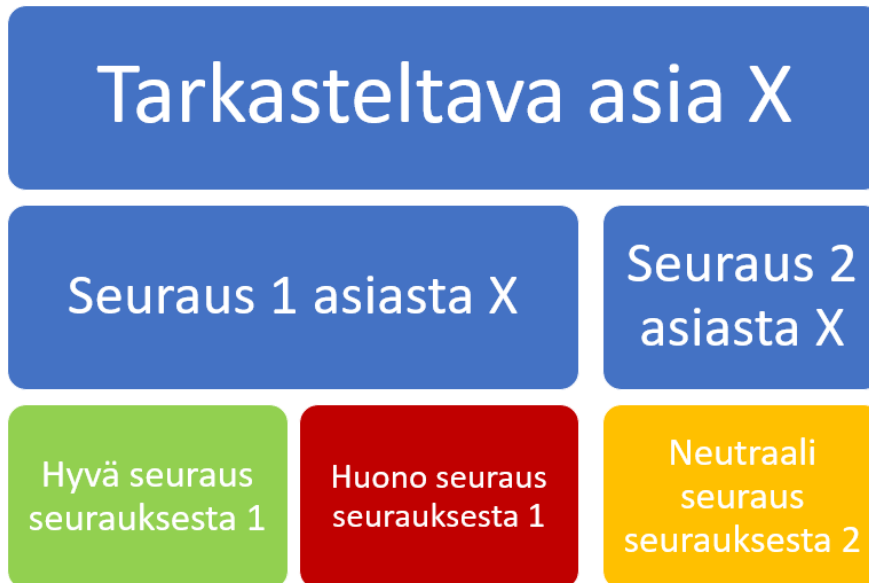 Tarkasteltava asia X
Seuraus 1 asiasta X
Seuraus 2
asiasta X
Hyvä seuraus
seurauksesta 1
Huono seuraus
seurauksesta 1
Neutraali
seuraus
seurauksesta 2